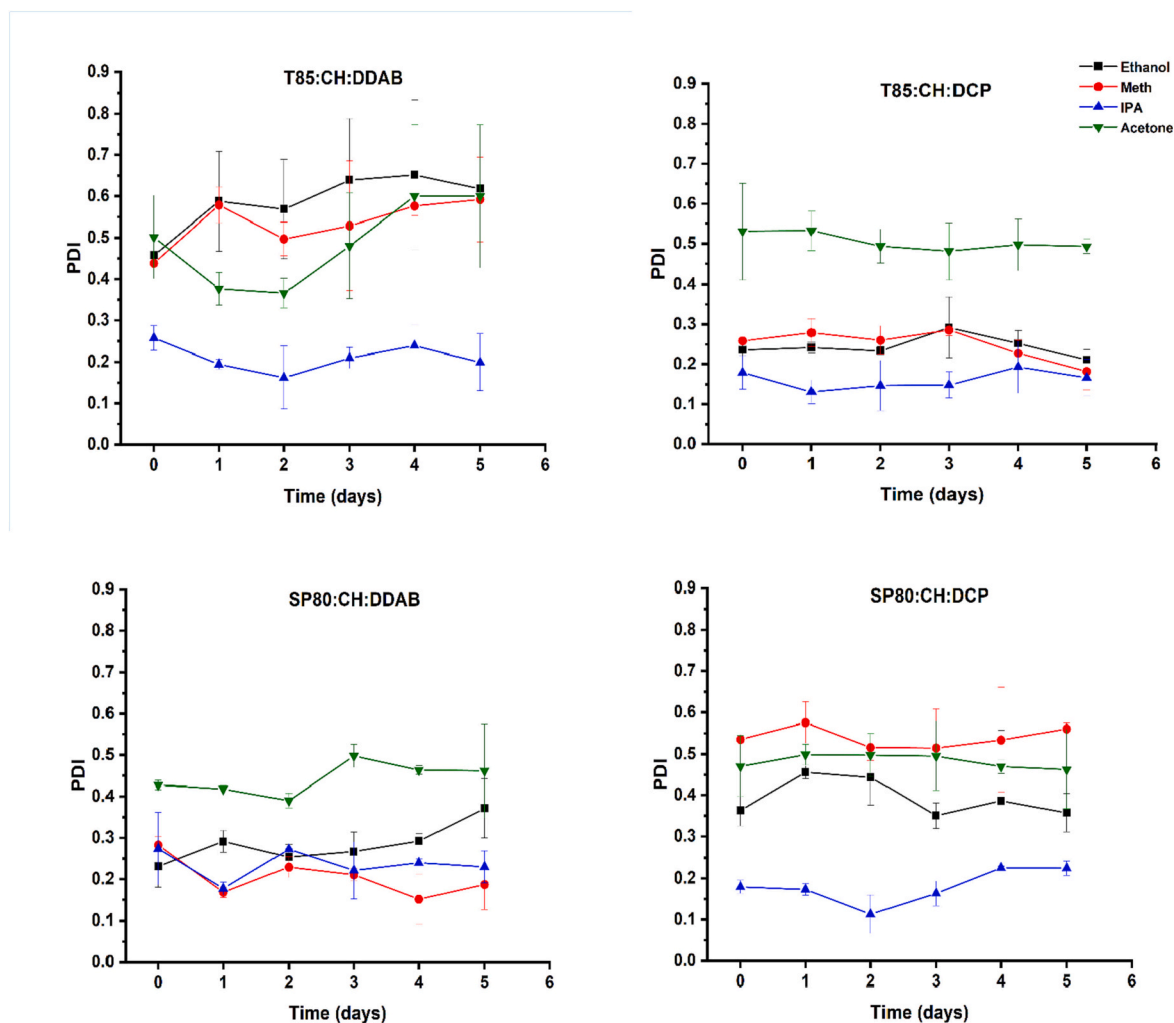 T85:CH:DDAB
0.9
0.8
0.7
0.6
0.5
0.4
0.3
0.2
0.1
0.0
PDI
0 1 2 3 4 5 6
Time (days)
T85:CH:DCP
Ethanol
Meth
IPA
Acetone
0.9
0.8
0.7
0.6
0.5
0.4
0.3
0.2
0.1
0.0
PDI
0 1 2 3 4 5 6
Time (days)
SP80:CH:DDAB
0.9
0.8
0.7
0.6
0.5
0.4
0.3
0.2
0.1
0.0
PDI
0 1 2 3 4 5 6
Time (days)
SP80:CH:DCP
0.9
0.8
0.7
0.6
0.5
0.4
0.3
0.2
0.1
0.0
PDI
0 1 2 3 4 5 6
Time (days)